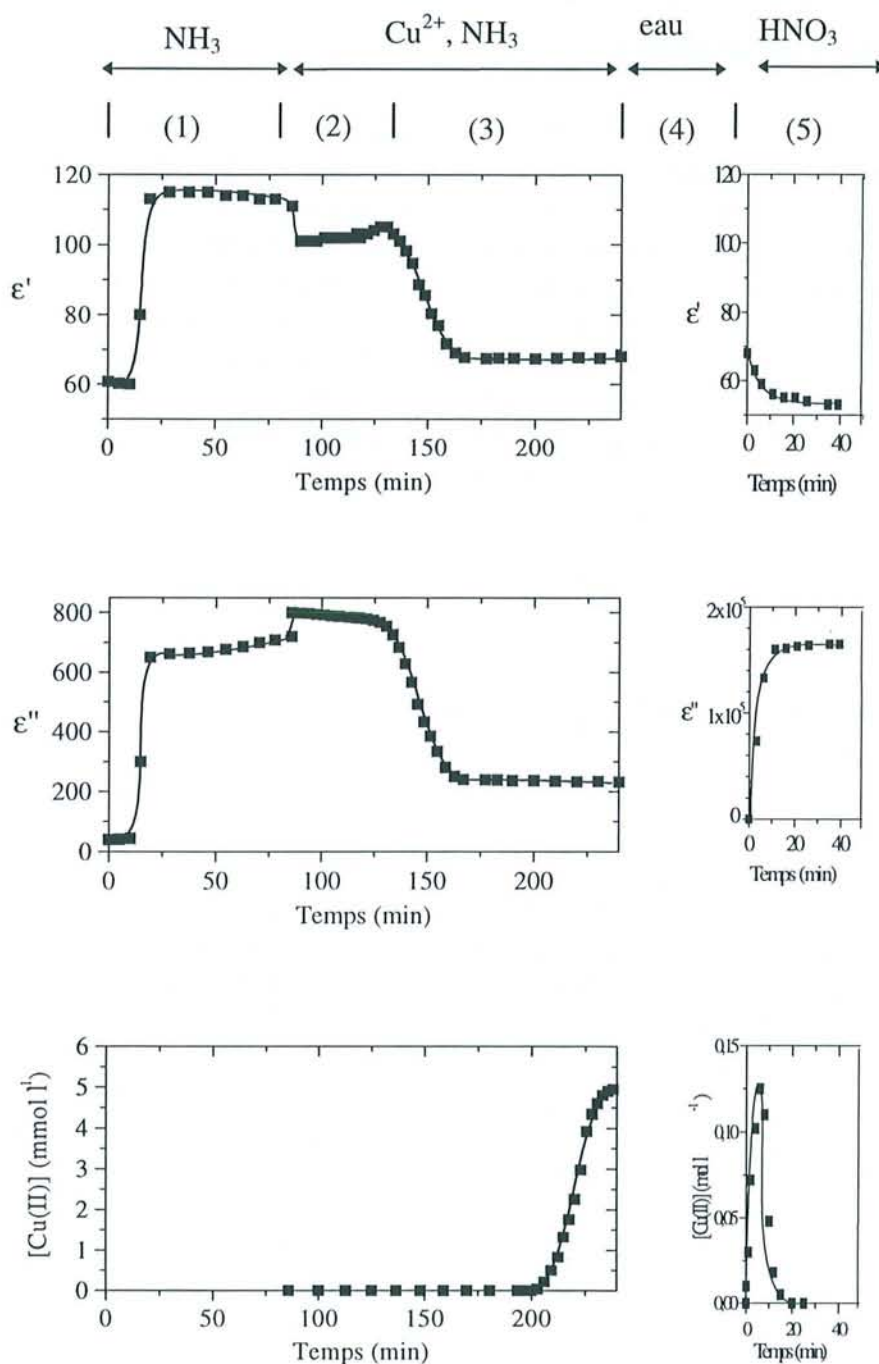 NH3 Cu2+, NH3 eau HNO3
(1) (2) (3) (4) (5)
120
100
80
60
ε'
0 50 100 150 200
Temps (min)
120
100
80
60
ε'
0 20 40
Temps (min)
800
600
400
200
0
ε''
0 50 100 150 200
Temps (min)
2x10^5
1x10^5
0
ε''
0 20 40
Temps (min)
6
5
4
3
2
1
0
[Cu(II)] (mmol l-1)
0 50 100 150 200
Temps (min)
0,15
0,10
0,05
0,00
[Cu(II)] (mol l-1)
0 20 40
Temps (min)